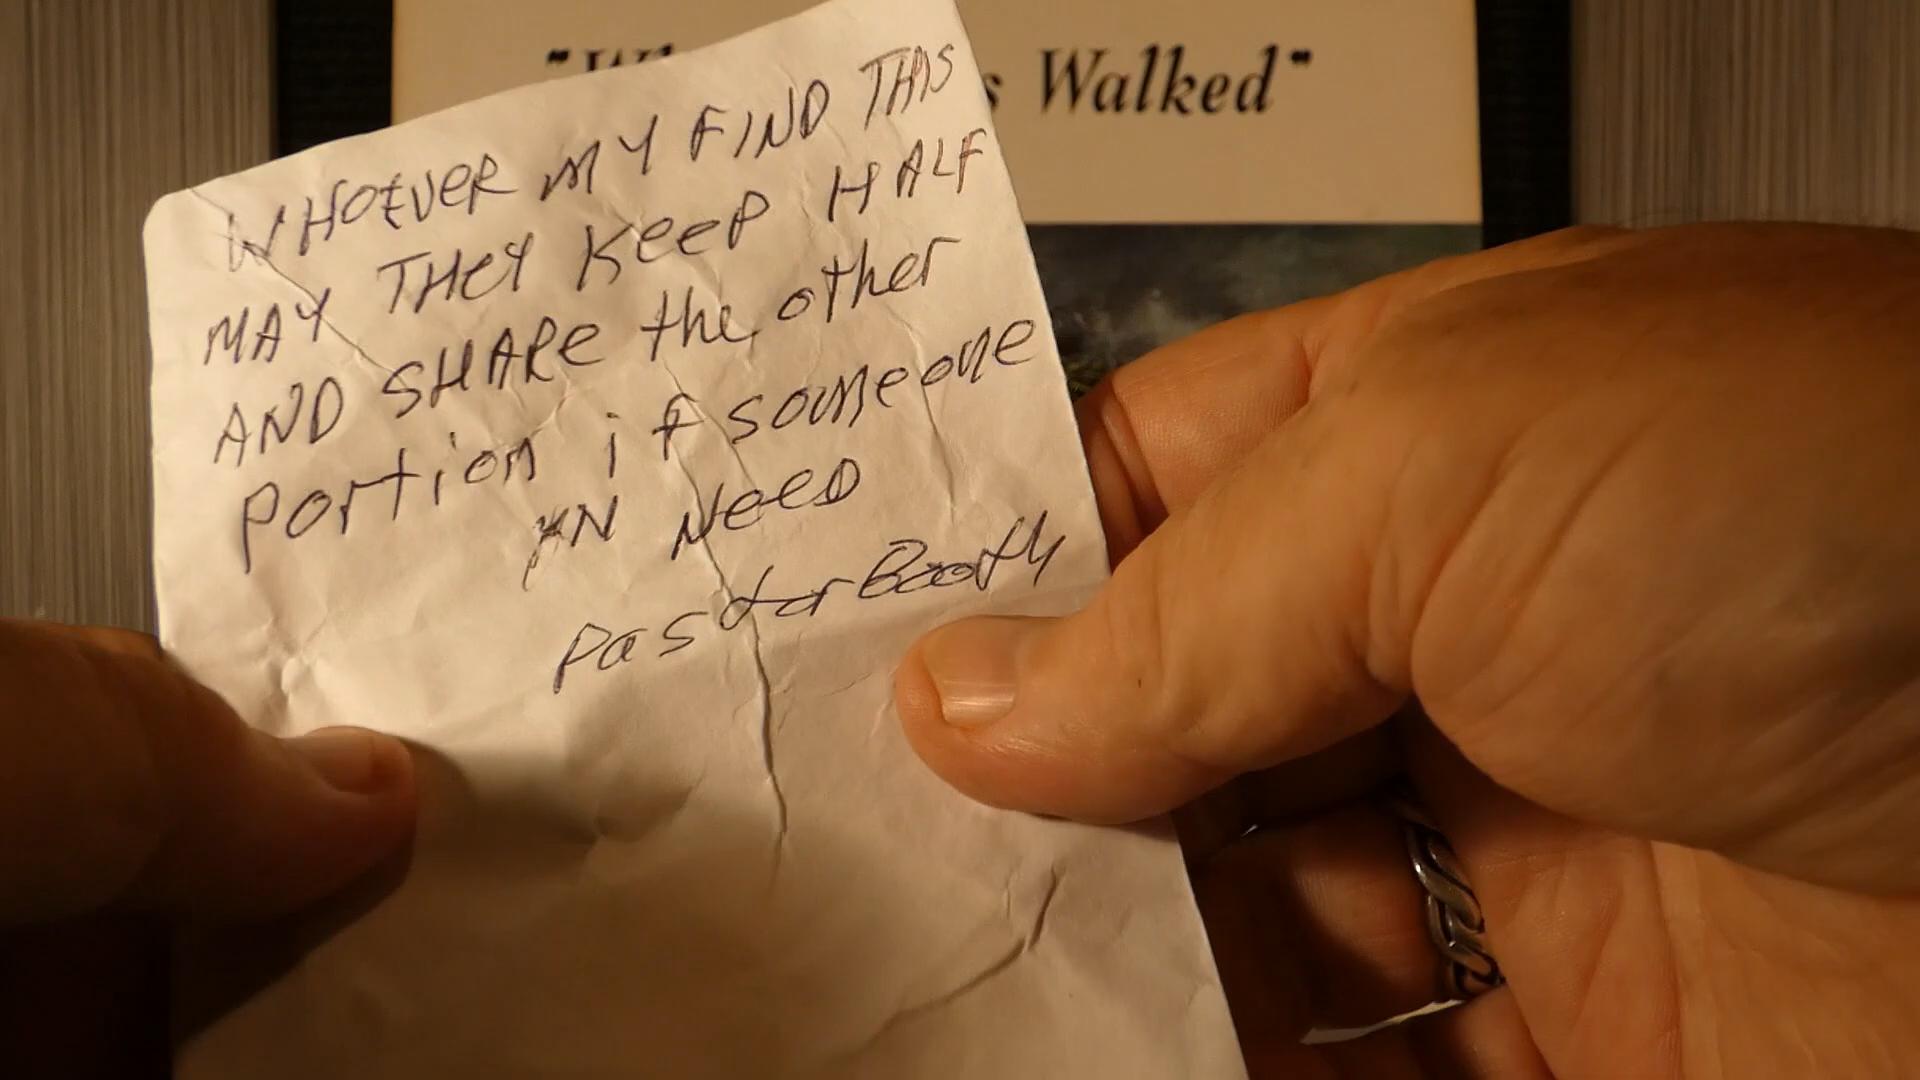 s Walked"
WHOEVER MY FIND THIS
MAY THEY KEEP HALF
AND SHARE the other
portion if someone
IN NeeD
Pastor Booth